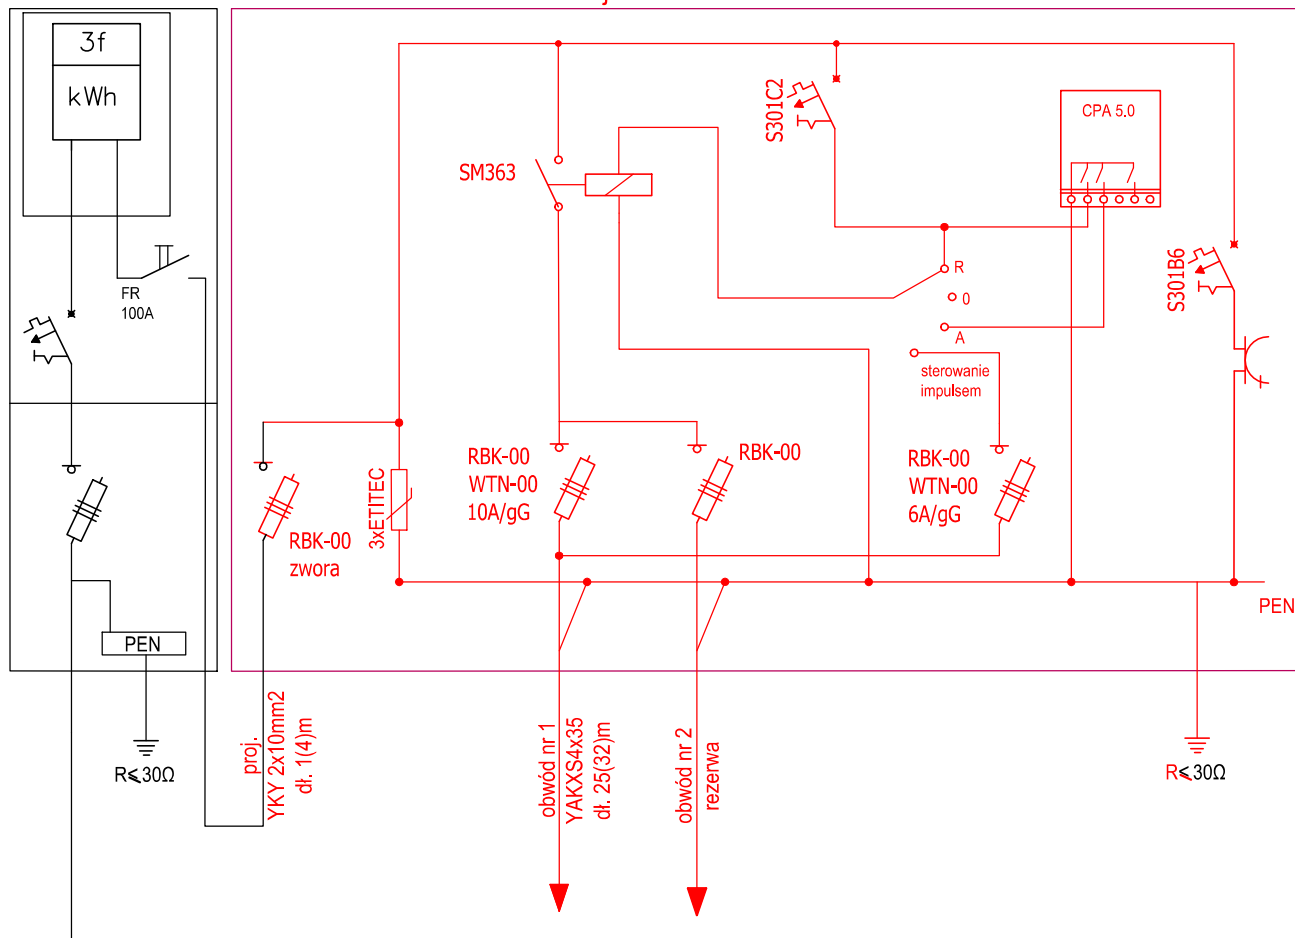 3f
kWh
FR
100A
PEN
R⩽30Ω
proj.
YKY 2x10mm2
dł. 1(4)m
RBK-00
zwora
3xETITEC
SM363
RBK-00
WTN-00
10A/gG
RBK-00
obwód nr 1
YAKXS4x35
dł. 25(32)m
obwód nr 2
rezerwa
S301C2
CPA 5.0
R
0
A
sterowanie
impulsem
RBK-00
WTN-00
6A/gG
S301B6
PEN
R⩽30Ω